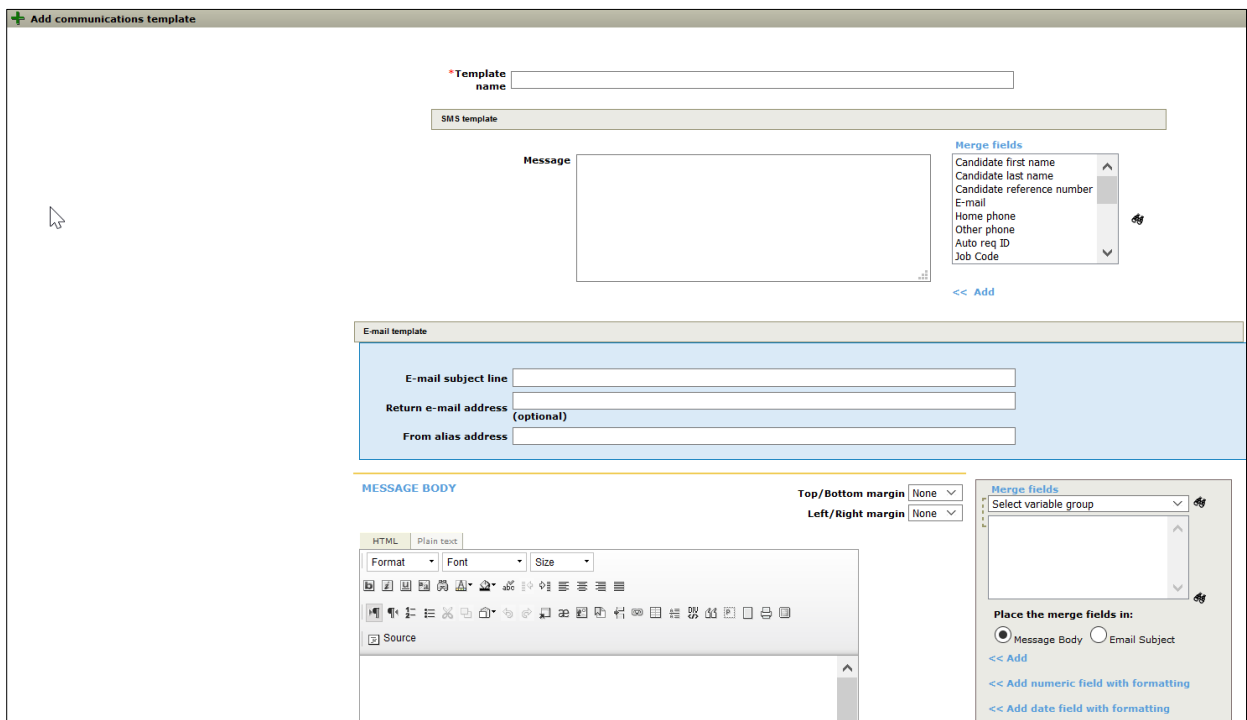 Add communications template
*Template
name
SMS template
Message
Merge fields
Candidate first name
Candidate last name
Candidate reference number
E-mail
Home phone
Other phone
Auto req ID
Job Code
<< Add
E-mail template
E-mail subject line
Return e-mail address
(optional)
From alias address
MESSAGE BODY
Top/Bottom margin None
Left/Right margin None
Merge fields
Select variable group
HTML Plain text
Format Font Size
Source
Place the merge fields in:
Message Body Email Subject
<< Add
<< Add numeric field with formatting
<< Add date field with formatting